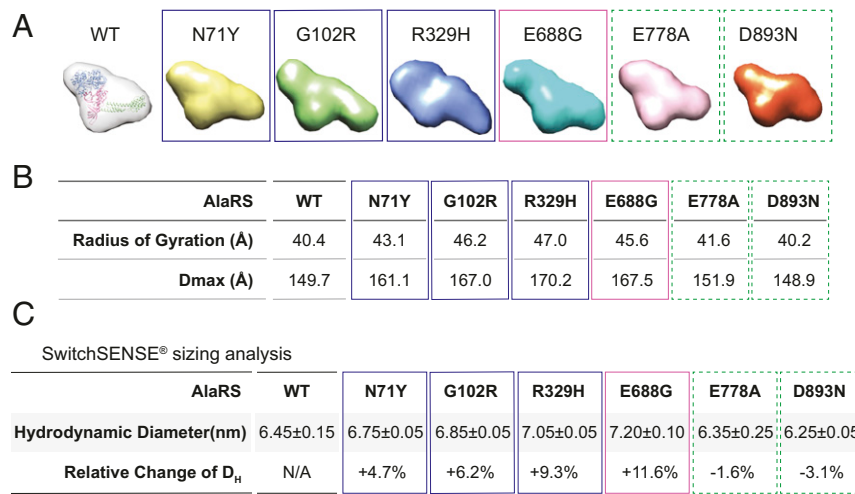 A
WT N71Y G102R R329H E688G E778A D893N
B
AlaRS WT N71Y G102R R329H E688G E778A D893N
Radius of Gyration (Å) 40.4 43.1 46.2 47.0 45.6 41.6 40.2
Dmax (Å) 149.7 161.1 167.0 170.2 167.5 151.9 148.9
C
SwitchSENSE® sizing analysis
AlaRS WT N71Y G102R R329H E688G E778A D893N
Hydrodynamic Diameter(nm) 6.45±0.15 6.75±0.05 6.85±0.05 7.05±0.05 7.20±0.10 6.35±0.25 6.25±0.05
Relative Change of D_H N/A +4.7% +6.2% +9.3% +11.6% -1.6% -3.1%